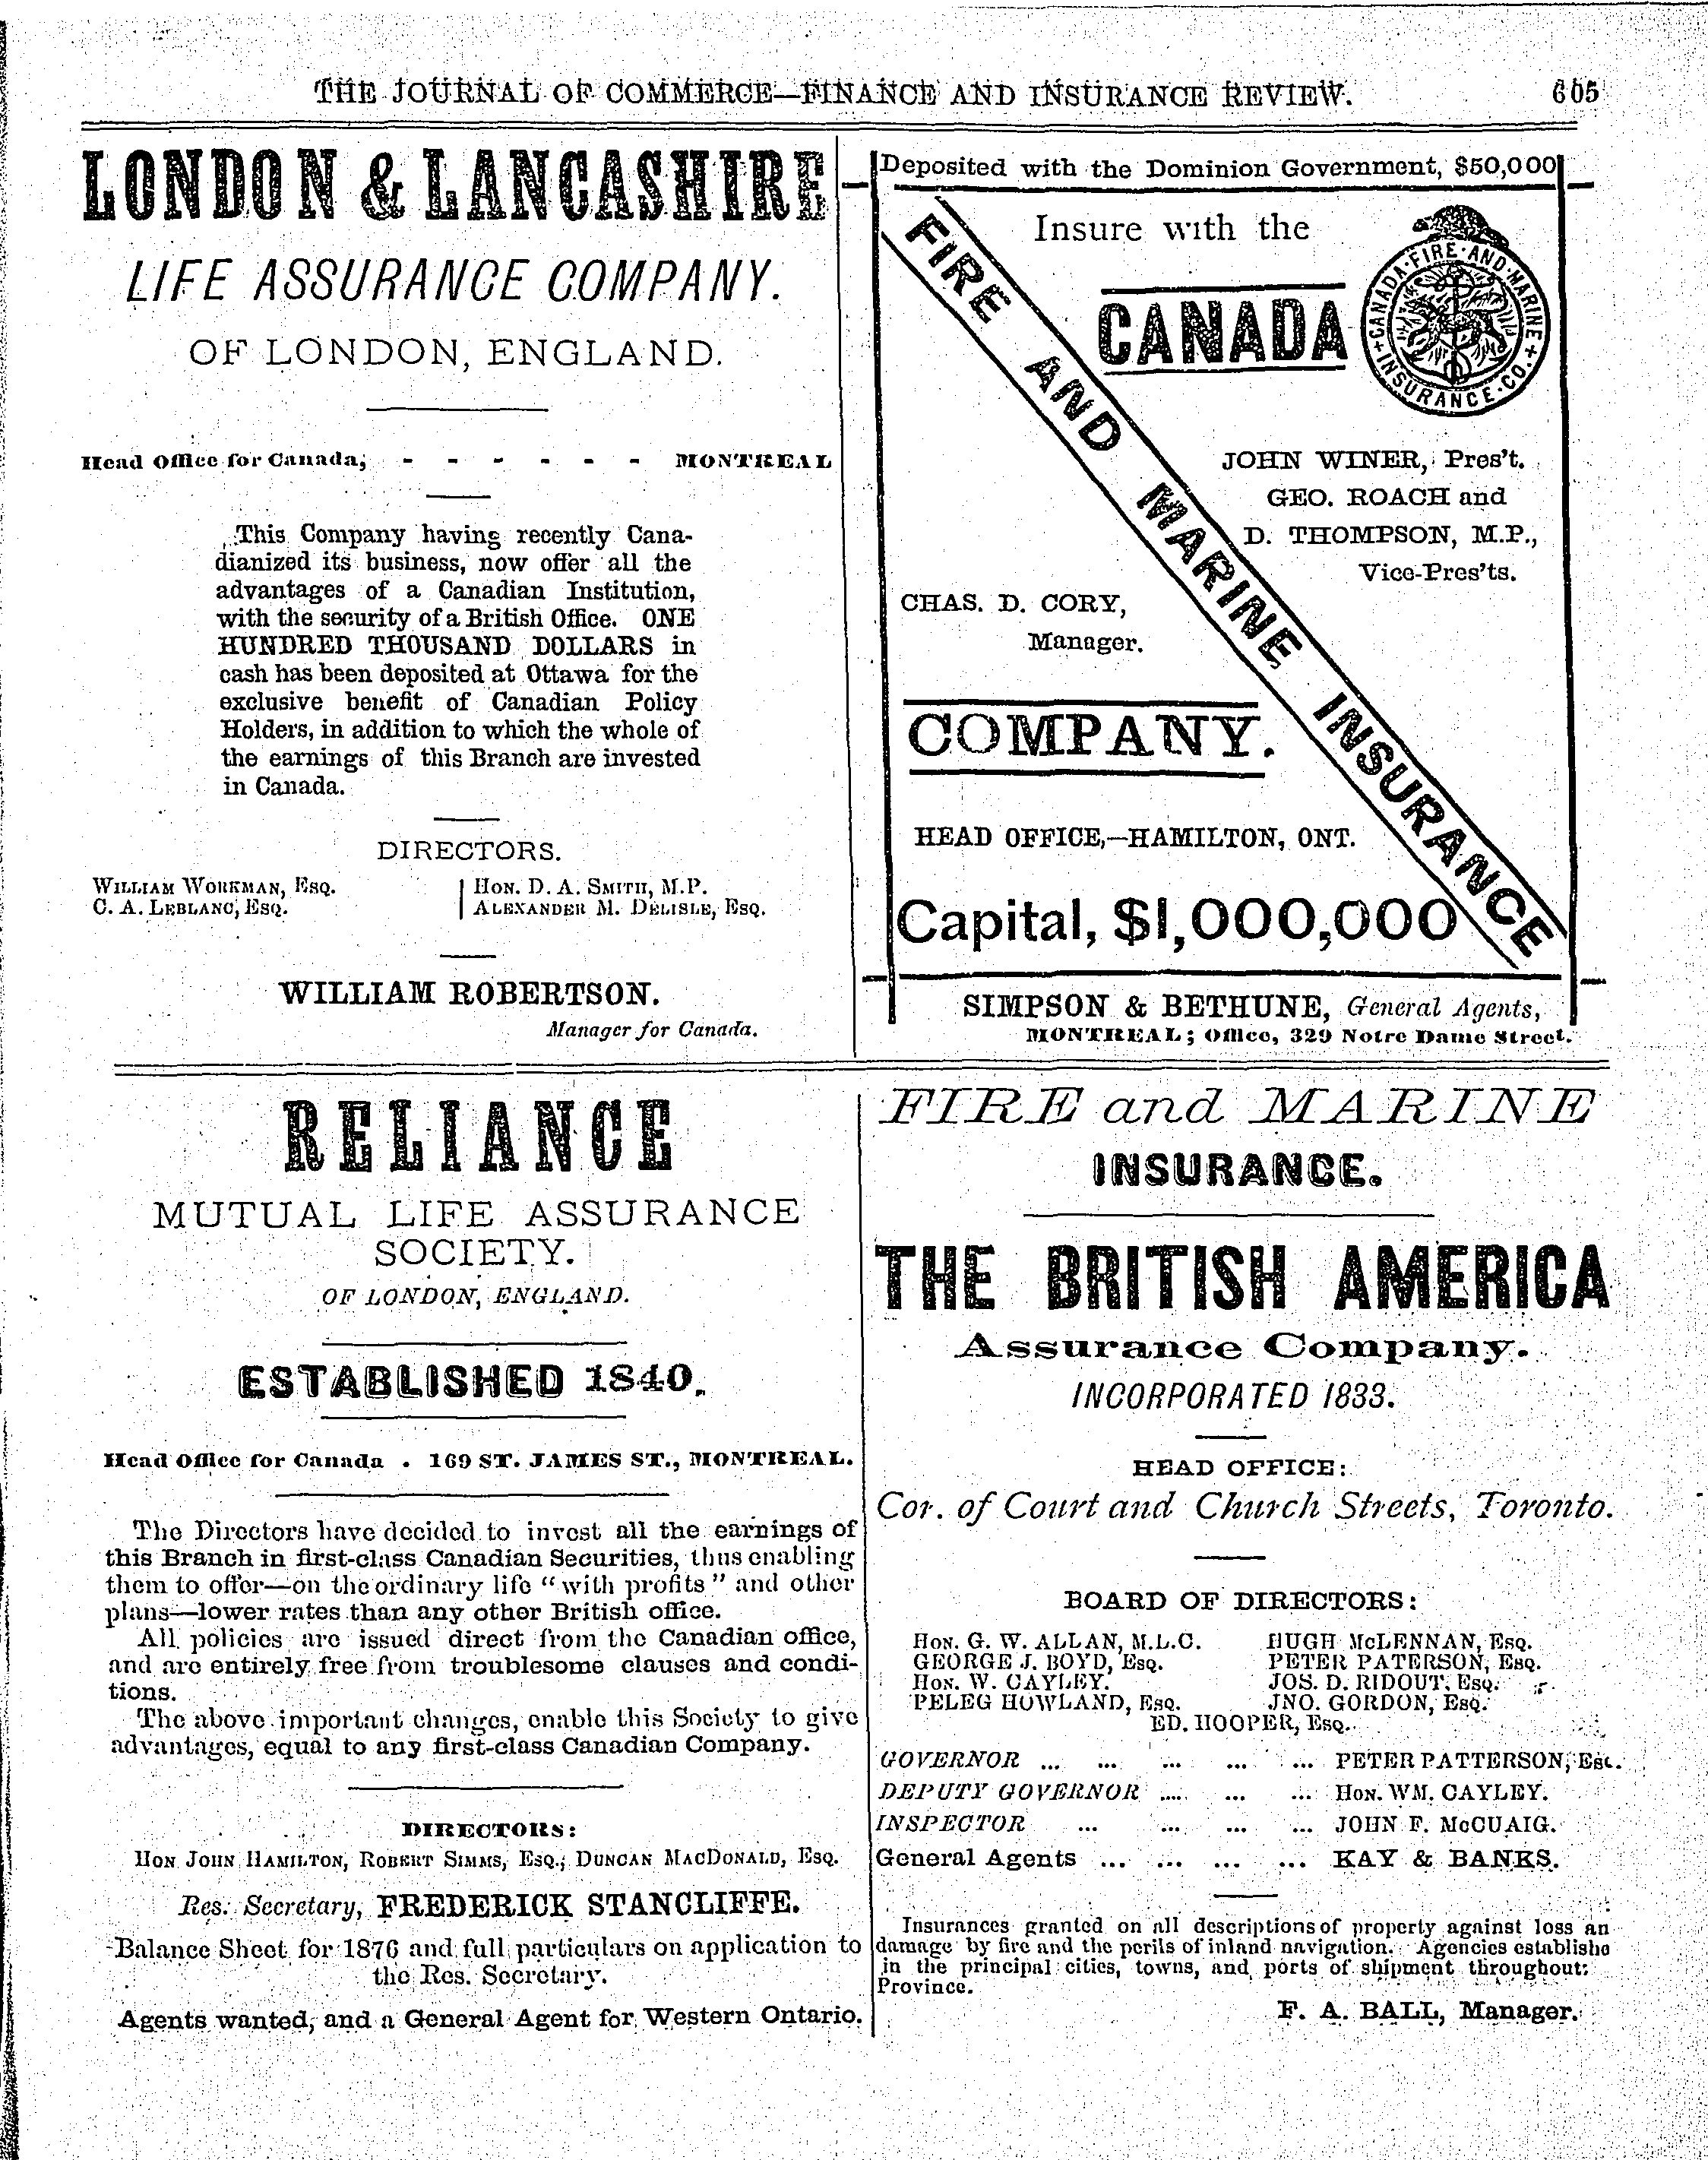 THE JOURNAL OF COMMERCE—FINANCE AND INSURANCE REVIEW. 605
LONDON & LANCASHIRE
LIFE ASSURANCE COMPANY.
OF LONDON, ENGLAND.
Head Office for Canada, - - - - - - MONTREAL
This Company having recently Cana-
dianized its business, now offer all the
advantages of a Canadian Institution,
with the security of a British Office. ONE
HUNDRED THOUSAND DOLLARS in
cash has been deposited at Ottawa for the
exclusive benefit of Canadian Policy
Holders, in addition to which the whole of
the earnings of this Branch are invested
in Canada.
DIRECTORS.
WILLIAM WORKMAN, ESQ. | HON. D. A. SMITH, M.P.
C. A. LEBLANC, ESQ. | ALEXANDER M. DELISLE, ESQ.
WILLIAM ROBERTSON.
Manager for Canada.
Deposited with the Dominion Government, $50,000
Insure with the
CANADA
CANADA·FIRE·AND·MARINE+INSURANCE·CO.+
FIRE AND MARINE INSURANCE
JOHN WINER, Pres't.
GEO. ROACH and
D. THOMPSON, M.P.,
Vice-Pres'ts.
CHAS. D. CORY,
Manager.
COMPANY.
HEAD OFFICE,—HAMILTON, ONT.
Capital, $1,000,000
SIMPSON & BETHUNE, General Agents,
MONTREAL; Office, 329 Notre Dame Street.
RELIANCE
MUTUAL LIFE ASSURANCE
SOCIETY.
OF LONDON, ENGLAND.
ESTABLISHED 1840.
Head Office for Canada . 169 ST. JAMES ST., MONTREAL.
The Directors have decided to invest all the earnings of
this Branch in first-class Canadian Securities, thus enabling
them to offer—on the ordinary life "with profits" and other
plans—lower rates than any other British office.
All policies are issued direct from the Canadian office,
and are entirely free from troublesome clauses and condi-
tions.
The above important changes, enable this Society to give
advantages, equal to any first-class Canadian Company.
DIRECTORS:
HON JOHN HAMILTON, ROBERT SIMMS, ESQ., DUNCAN MACDONALD, ESQ.
Res. Secretary, FREDERICK STANCLIFFE.
Balance Sheet for 1876 and full particulars on application to
the Res. Secretary.
Agents wanted, and a General Agent for Western Ontario.
FIRE and MARINE
INSURANCE.
THE BRITISH AMERICA
Assurance Company.
INCORPORATED 1833.
HEAD OFFICE:
Cor. of Court and Church Streets, Toronto.
BOARD OF DIRECTORS:
HON. G. W. ALLAN, M.L.C. HUGH McLENNAN, ESQ.
GEORGE J. BOYD, ESQ. PETER PATERSON, ESQ.
HON. W. CAYLEY. JOS. D. RIDOUT, ESQ.
PELEG HOWLAND, ESQ. JNO. GORDON, ESQ.
ED. HOOPER, ESQ.
GOVERNOR ... ... ... ... ... PETER PATTERSON, Esq.
DEPUTY GOVERNOR .... ... ... HON. WM. CAYLEY.
INSPECTOR ... ... ... ... JOHN F. McCUAIG.
General Agents ... ... ... ... KAY & BANKS.
Insurances granted on all descriptions of property against loss an
damage by fire and the perils of inland navigation. Agencies establishe
in the principal cities, towns, and ports of shipment throughout
Province.
F. A. BALL, Manager.